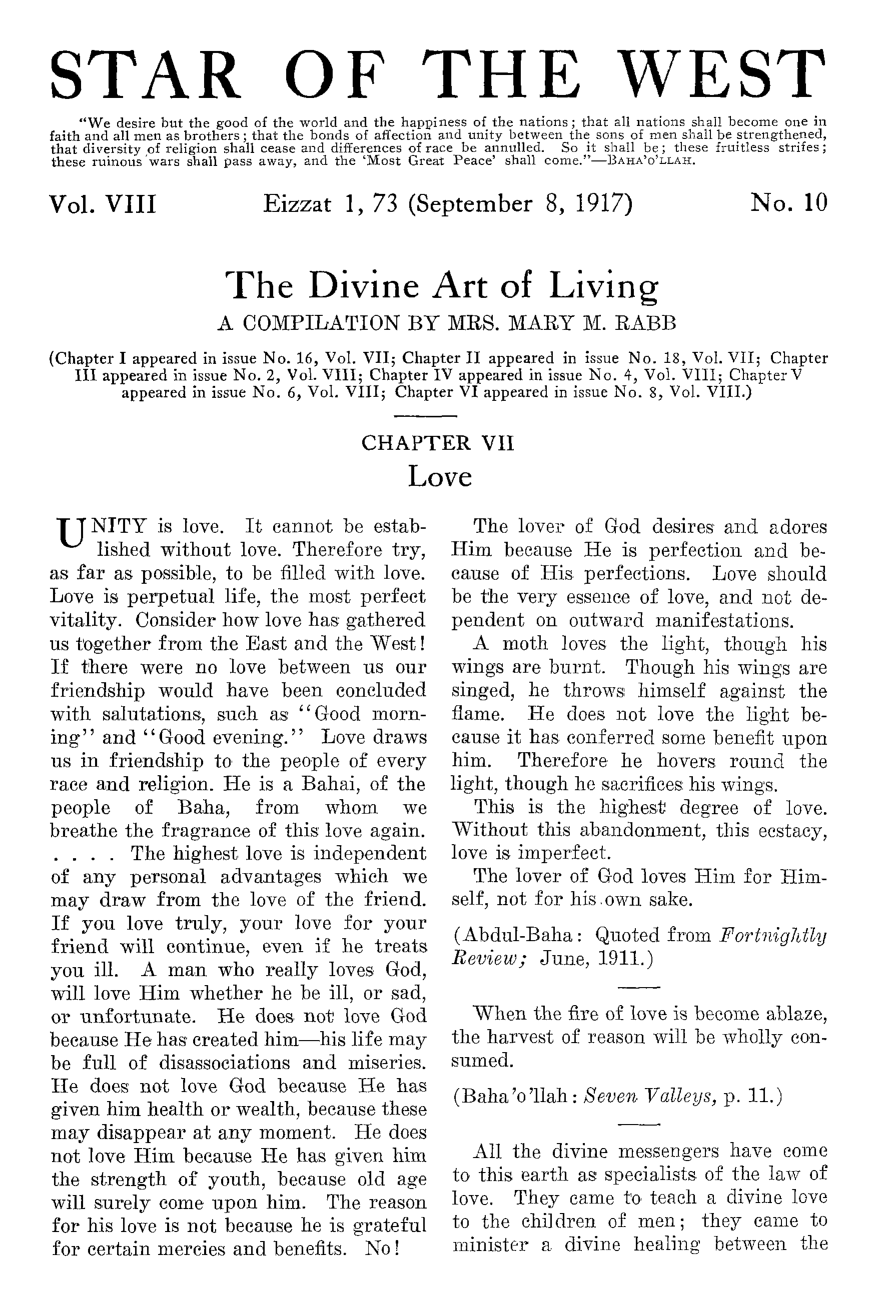 STAR OF THE WEST
"We desire but the good of the world and the happiness of the nations; that all nations shall become one in
faith and all men as brothers; that the bonds of affection and unity between the sons of men shall be strengthened,
that diversity of religion shall cease and differences of race be annulled. So it shall be; these fruitless strifes;
these ruinous wars shall pass away, and the 'Most Great Peace' shall come."—BAHA'O'LLAH.
Vol. VIII Eizzat 1, 73 (September 8, 1917) No. 10
The Divine Art of Living
A COMPILATION BY MRS. MARY M. RABB
(Chapter I appeared in issue No. 16, Vol. VII; Chapter II appeared in issue No. 18, Vol. VII; Chapter
III appeared in issue No. 2, Vol. VIII; Chapter IV appeared in issue No. 4, Vol. VIII; Chapter V
appeared in issue No. 6, Vol. VIII; Chapter VI appeared in issue No. 8, Vol. VIII.)
CHAPTER VII
Love
UNITY is love. It cannot be estab-
lished without love. Therefore try,
as far as possible, to be filled with love.
Love is perpetual life, the most perfect
vitality. Consider how love has gathered
us together from the East and the West!
If there were no love between us our
friendship would have been concluded
with salutations, such as "Good morn-
ing" and "Good evening." Love draws
us in friendship to the people of every
race and religion. He is a Bahai, of the
people of Baha, from whom we
breathe the fragrance of this love again.
. . . . The highest love is independent
of any personal advantages which we
may draw from the love of the friend.
If you love truly, your love for your
friend will continue, even if he treats
you ill. A man who really loves God,
will love Him whether he be ill, or sad,
or unfortunate. He does not love God
because He has created him—his life may
be full of disassociations and miseries.
He does not love God because He has
given him health or wealth, because these
may disappear at any moment. He does
not love Him because He has given him
the strength of youth, because old age
will surely come upon him. The reason
for his love is not because he is grateful
for certain mercies and benefits. No!
The lover of God desires and adores
Him because He is perfection and be-
cause of His perfections. Love should
be the very essence of love, and not de-
pendent on outward manifestations.
A moth loves the light, though his
wings are burnt. Though his wings are
singed, he throws himself against the
flame. He does not love the light be-
cause it has conferred some benefit upon
him. Therefore he hovers round the
light, though he sacrifices his wings.
This is the highest degree of love.
Without this abandonment, this ecstacy,
love is imperfect.
The lover of God loves Him for Him-
self, not for his own sake.
(Abdul-Baha: Quoted from Fortnightly
Review; June, 1911.)
When the fire of love is become ablaze,
the harvest of reason will be wholly con-
sumed.
(Baha'o'llah: Seven Valleys, p. 11.)
All the divine messengers have come
to this earth as specialists of the law of
love. They came to teach a divine love
to the children of men; they came to
minister a divine healing between the